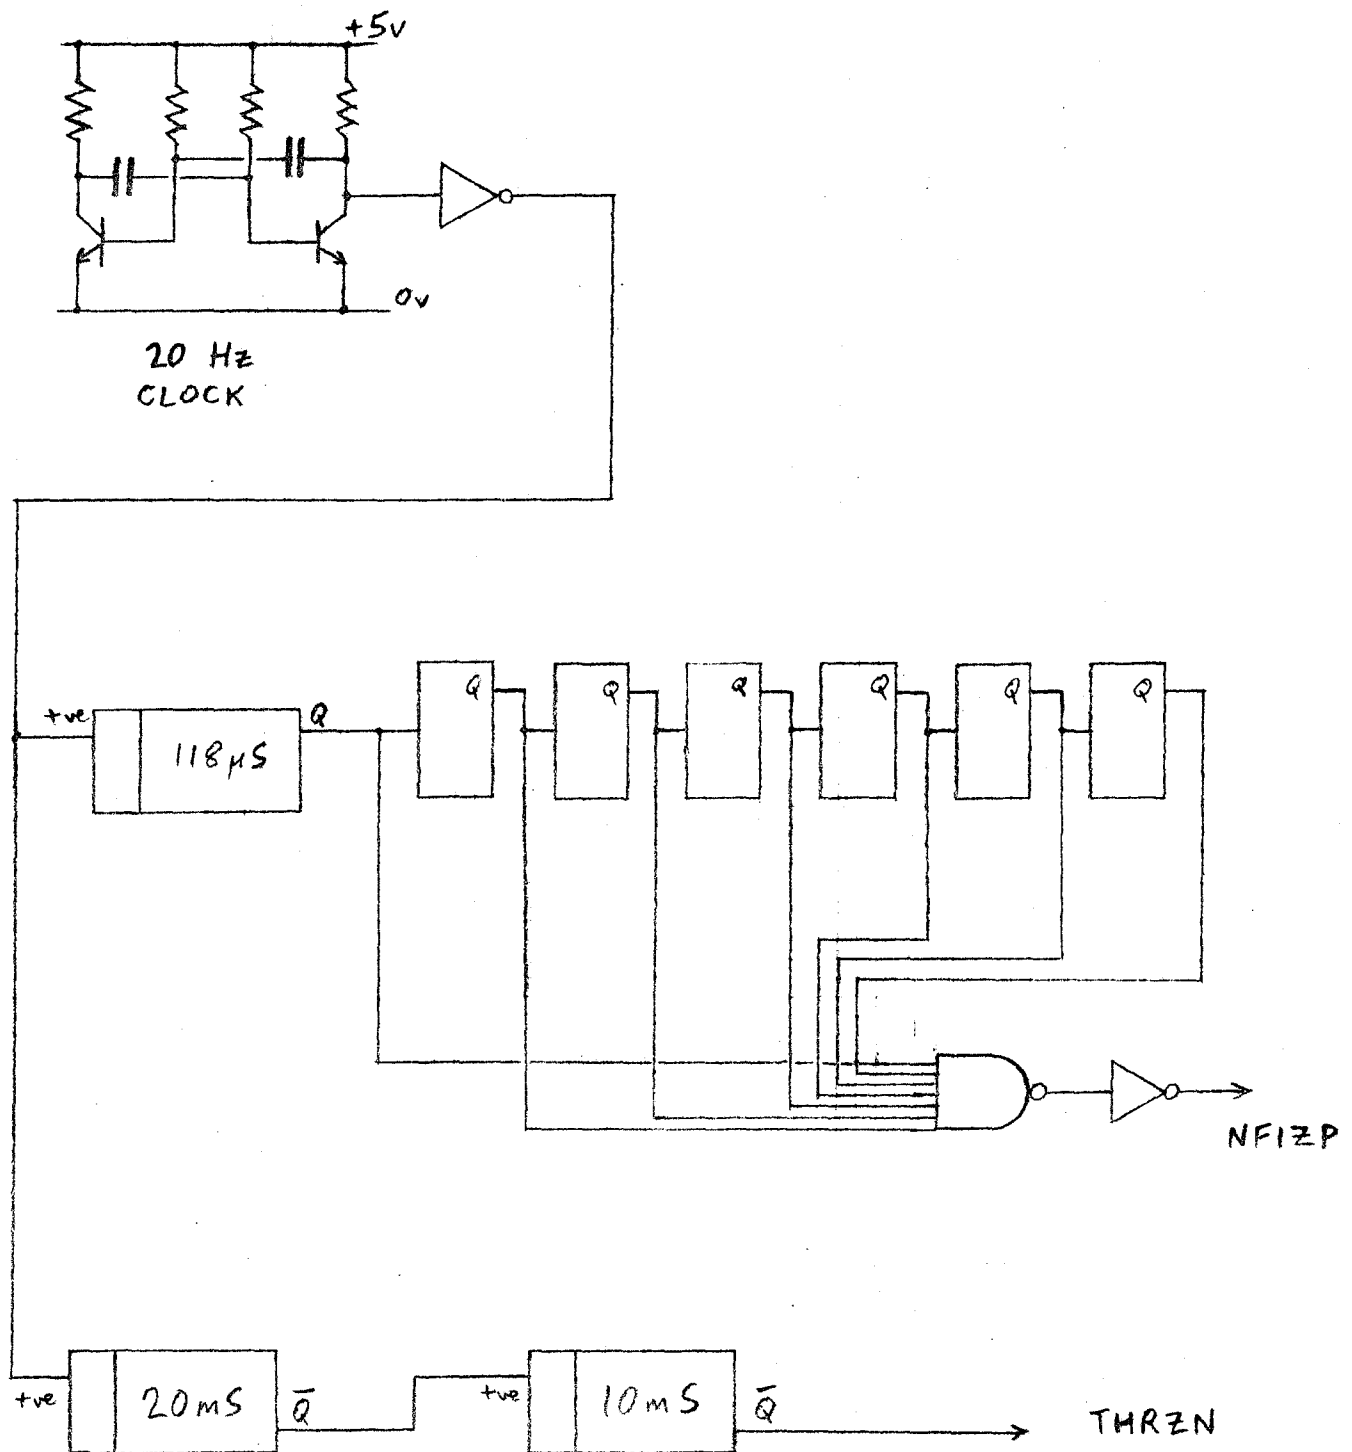 +5v
0v
20 Hz
CLOCK
Q
Q
Q
Q
Q
Q
+ve
Q
118µS
NFIZP
+ve
20mS
Q̄
+ve
10mS
Q̄
THRZN